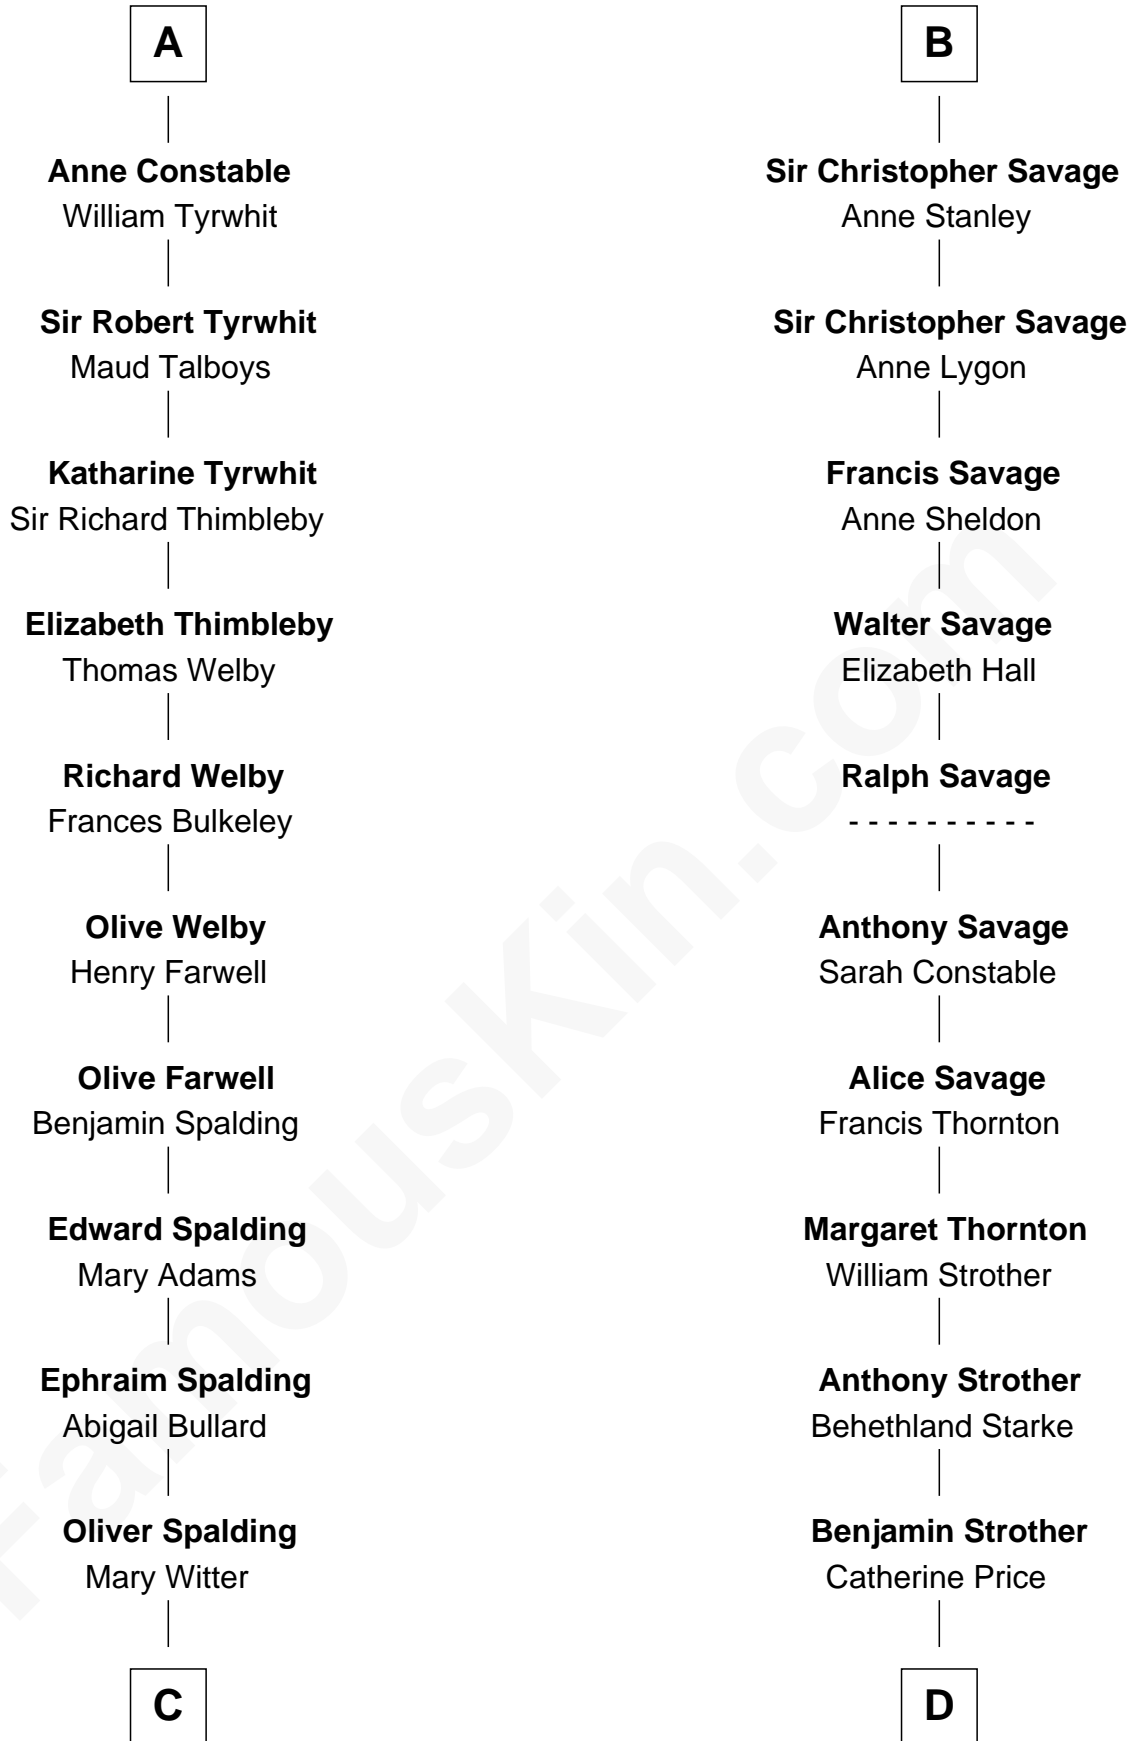 A
Anne Constable
William Tyrwhit
Sir Robert Tyrwhit
Maud Talboys
Katharine Tyrwhit
Sir Richard Thimbleby
Elizabeth Thimbleby
Thomas Welby
Richard Welby
Frances Bulkeley
Olive Welby
Henry Farwell
Olive Farwell
Benjamin Spalding
Edward Spalding
Mary Adams
Ephraim Spalding
Abigail Bullard
Oliver Spalding
Mary Witter
C
B
Sir Christopher Savage
Anne Stanley
Sir Christopher Savage
Anne Lygon
Francis Savage
Anne Sheldon
Walter Savage
Elizabeth Hall
Ralph Savage
- - - - - - - - - -
Anthony Savage
Sarah Constable
Alice Savage
Francis Thornton
Margaret Thornton
William Strother
Anthony Strother
Behethland Starke
Benjamin Strother
Catherine Price
D
FamousKin.com